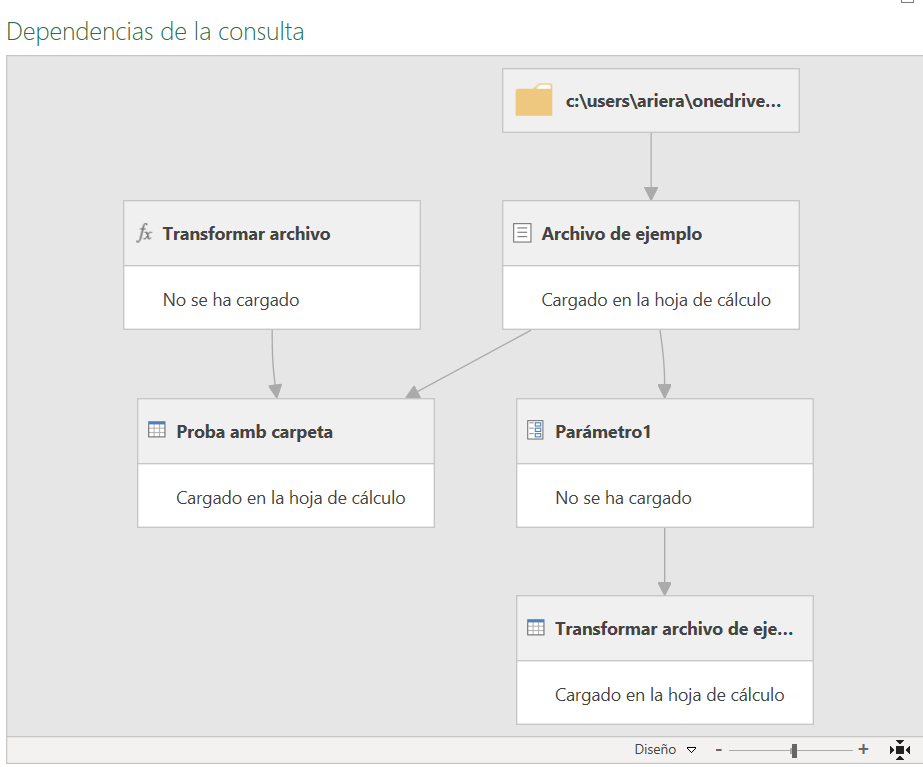 Dependencias de la consulta
c:\users\ariera\onedrive...
fx Transformar archivo
No se ha cargado
Archivo de ejemplo
Cargado en la hoja de cálculo
Proba amb carpeta
Cargado en la hoja de cálculo
Parámetro1
No se ha cargado
Transformar archivo de eje...
Cargado en la hoja de cálculo
Diseño - +